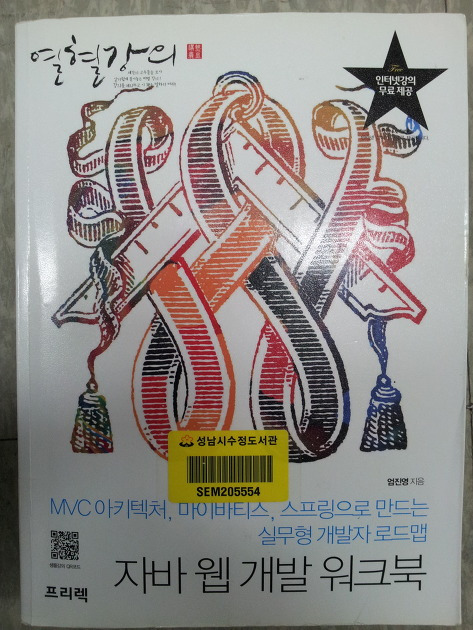 열혈강의
Free
인터넷강의
무료 제공
성남시수정도서관
SEM205554
엄진영 지음
MVC 아키텍처, 마이바티스, 스프링으로 만드는
실무형 개발자 로드맵
자바 웹 개발 워크북
프리렉